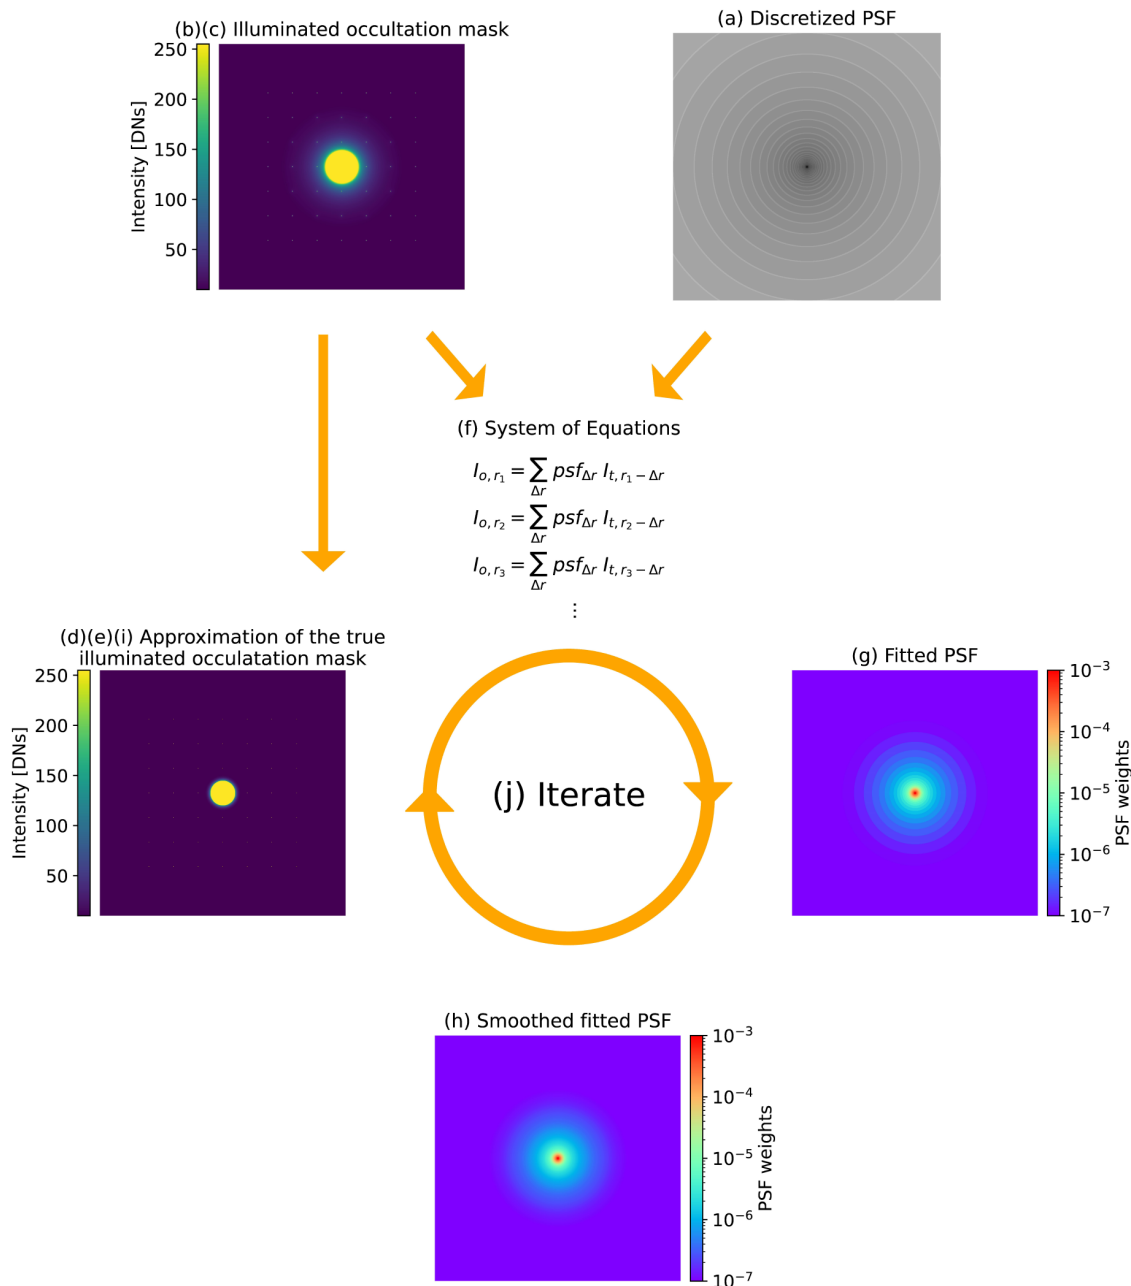 (b)(c) Illuminated occultation mask
250
200
150
100
50
Intensity [DNs]
(a) Discretized PSF
(f) System of Equations
I_{o, r_1} = \sum_{Δr} psf_{Δr} I_{t, r_1 − Δr}
I_{o, r_2} = \sum_{Δr} psf_{Δr} I_{t, r_2 − Δr}
I_{o, r_3} = \sum_{Δr} psf_{Δr} I_{t, r_3 − Δr}
⋮
(d)(e)(i) Approximation of the true
illuminated occulatation mask
250
200
150
100
50
Intensity [DNs]
(j) Iterate
(g) Fitted PSF
10^{−3}
10^{−4}
10^{−5}
10^{−6}
10^{−7}
PSF weights
(h) Smoothed fitted PSF
10^{−3}
10^{−4}
10^{−5}
10^{−6}
10^{−7}
PSF weights